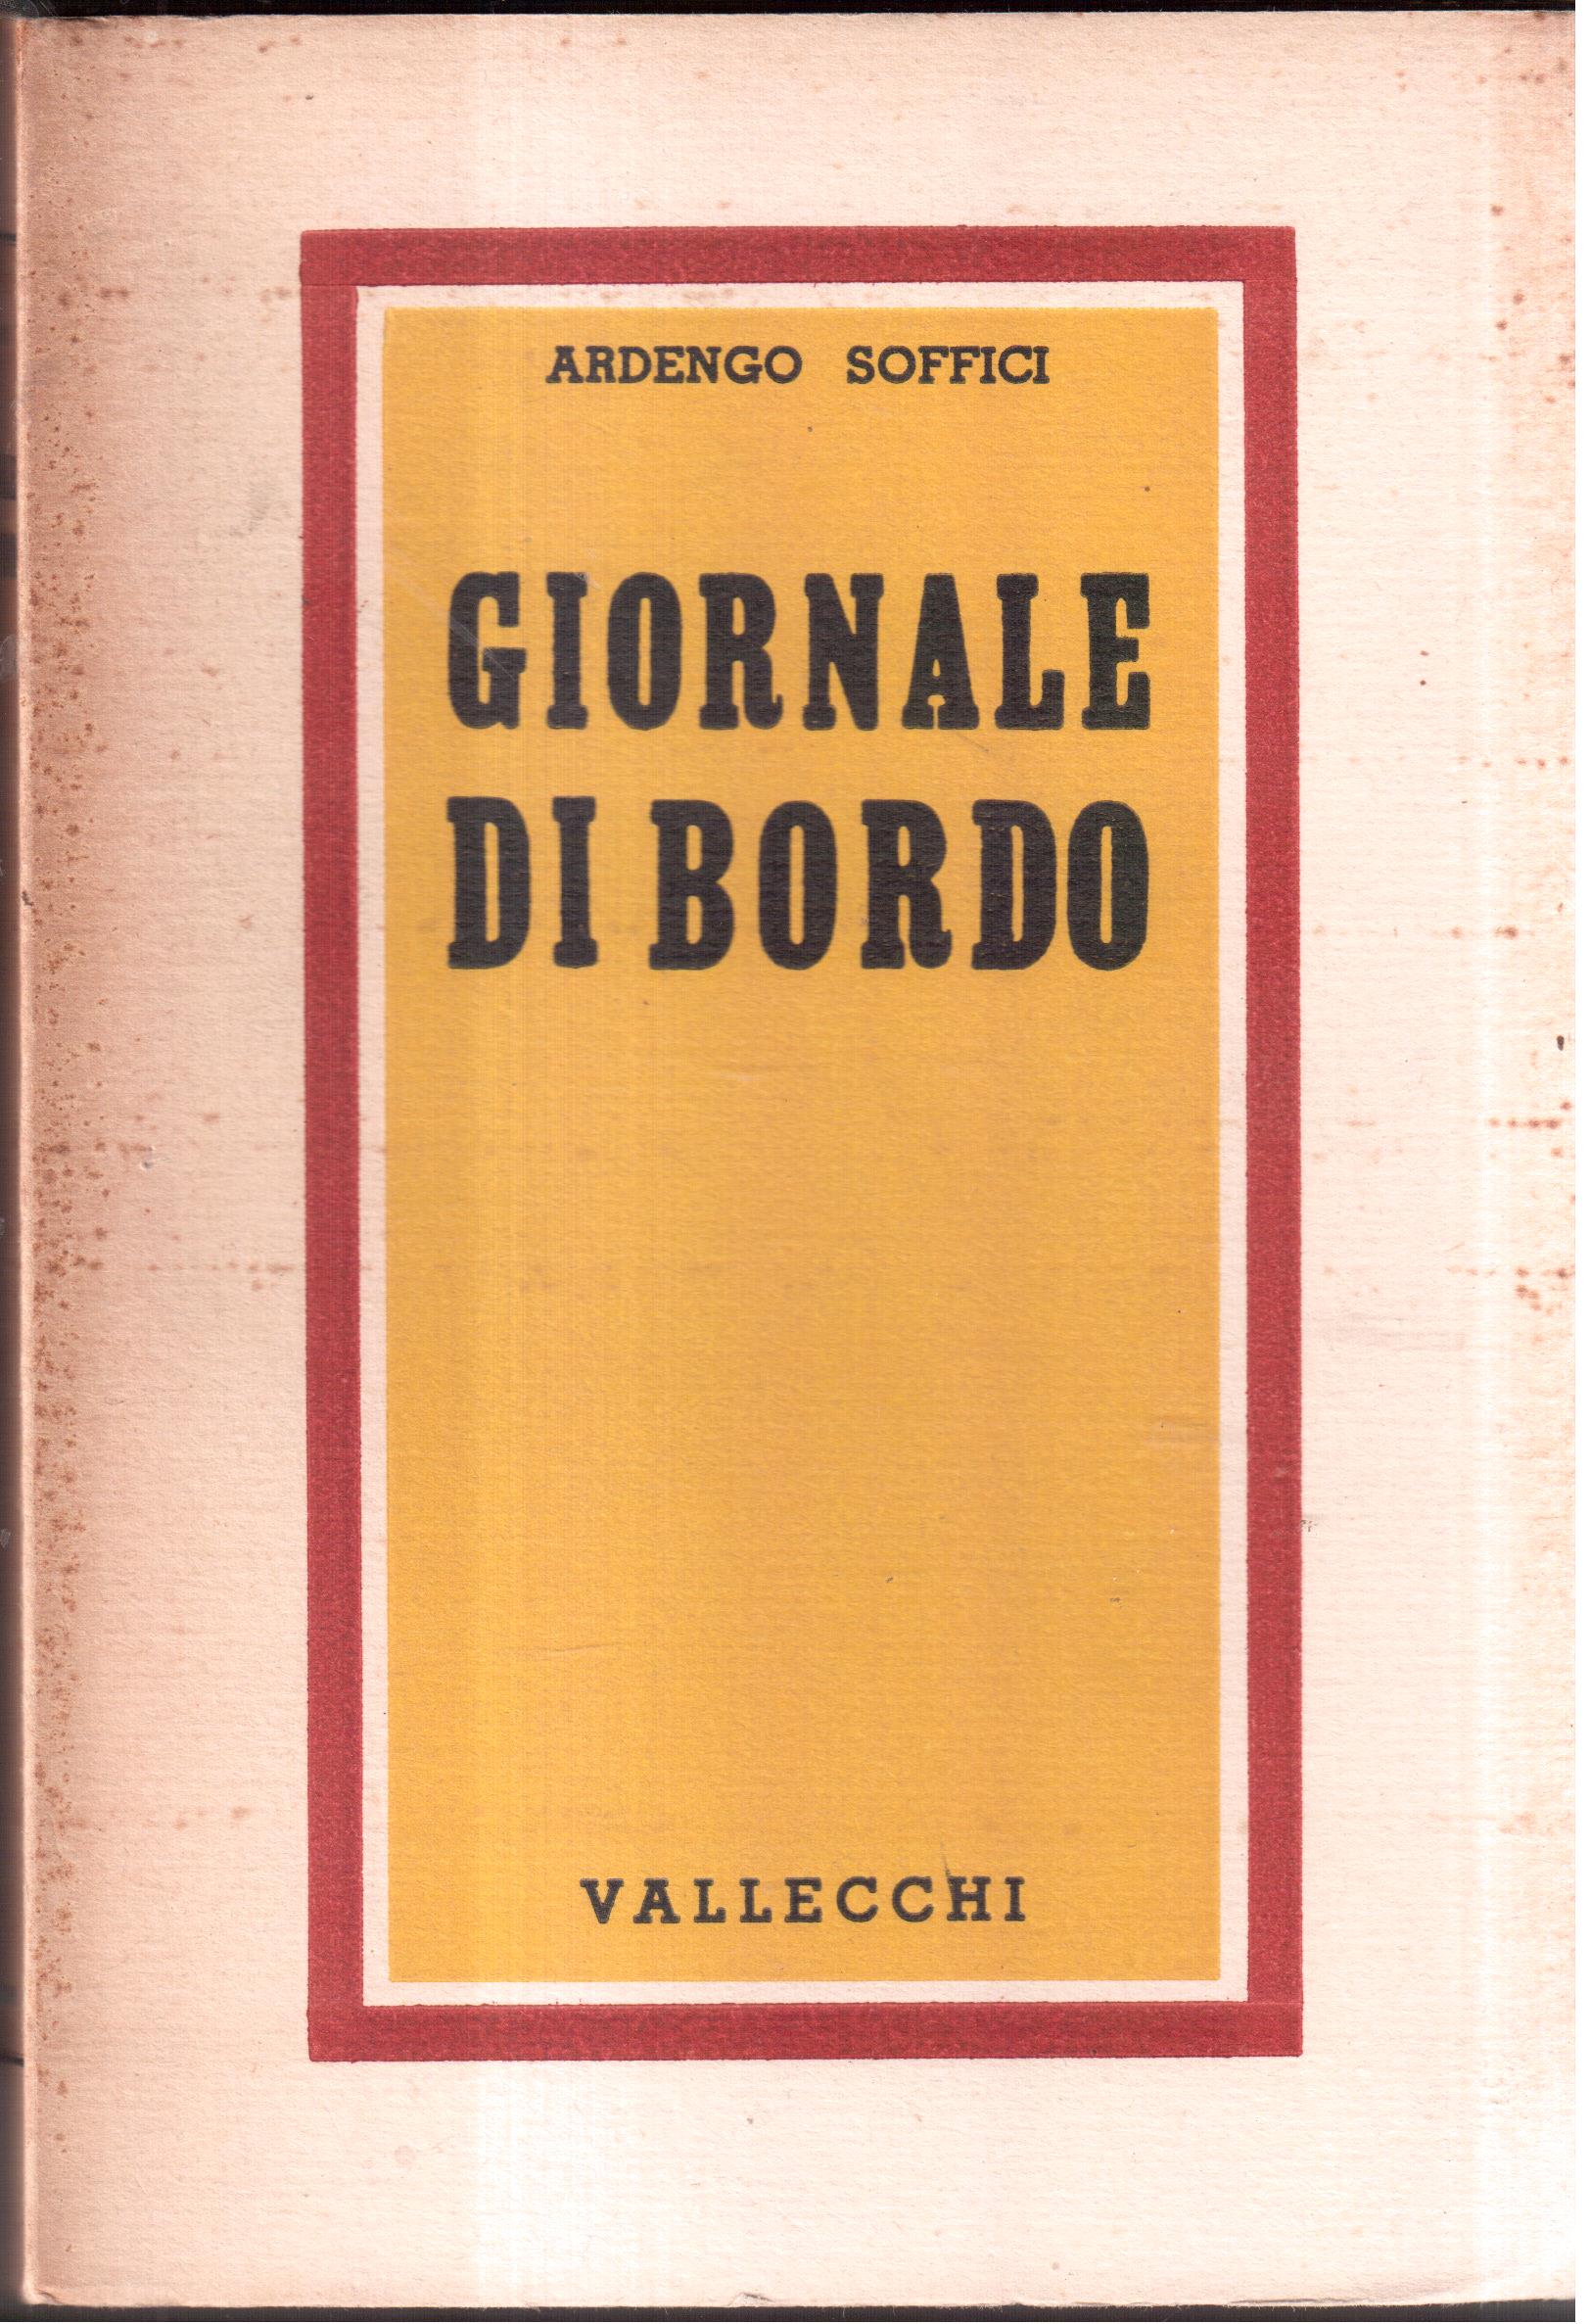 ARDENGO SOFFICI
GIORNALE
DI BORDO
VALLECCHI